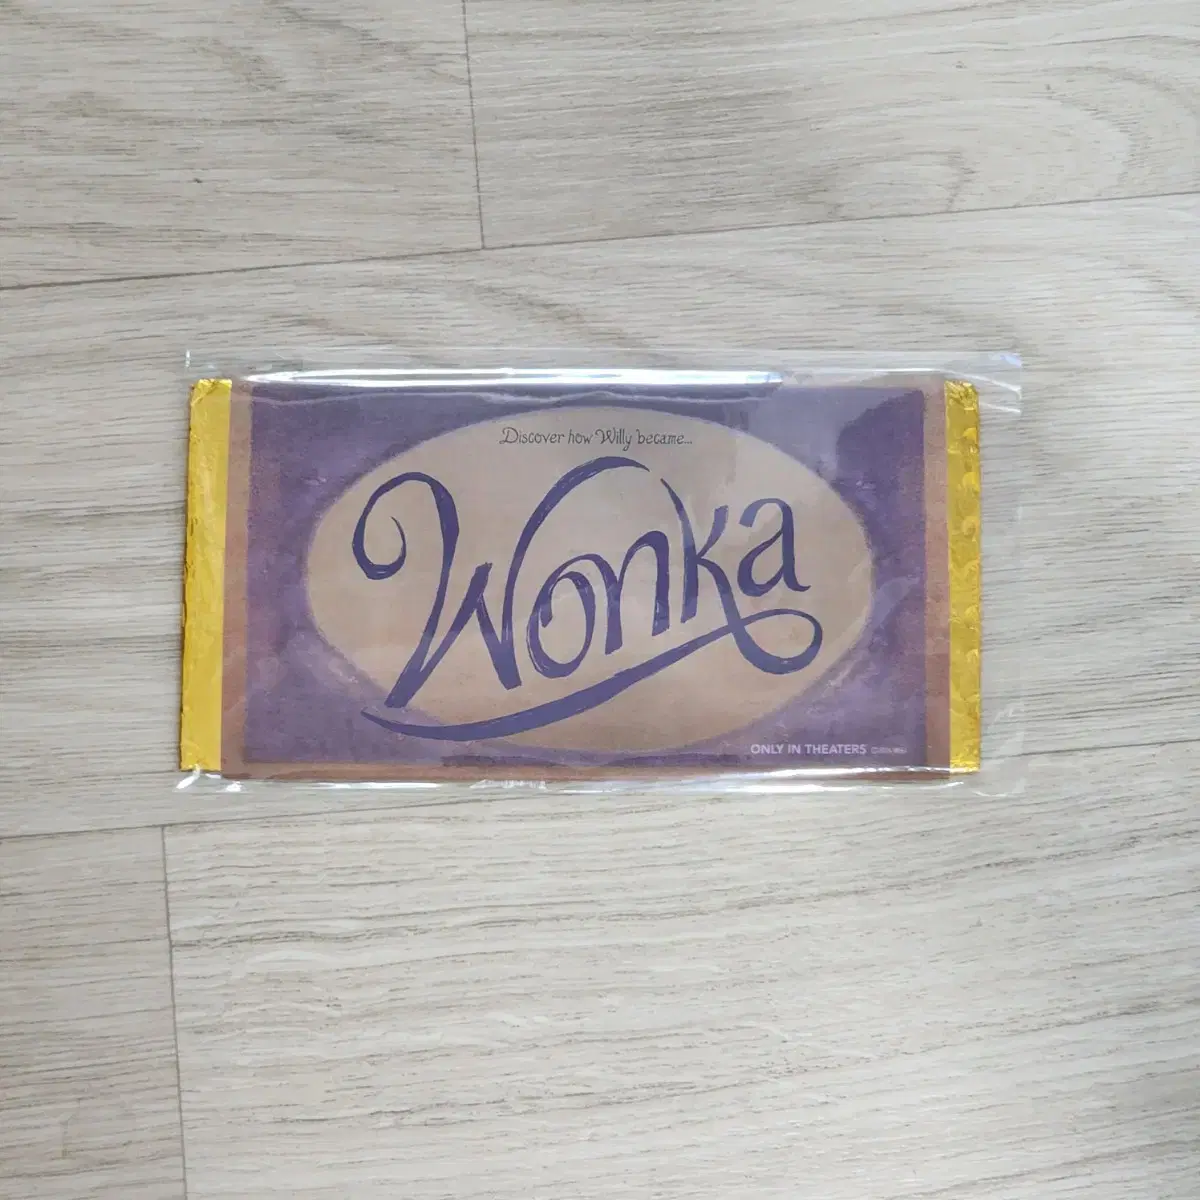 Discover how Willy became...
Wonka
ONLY IN THEATERS